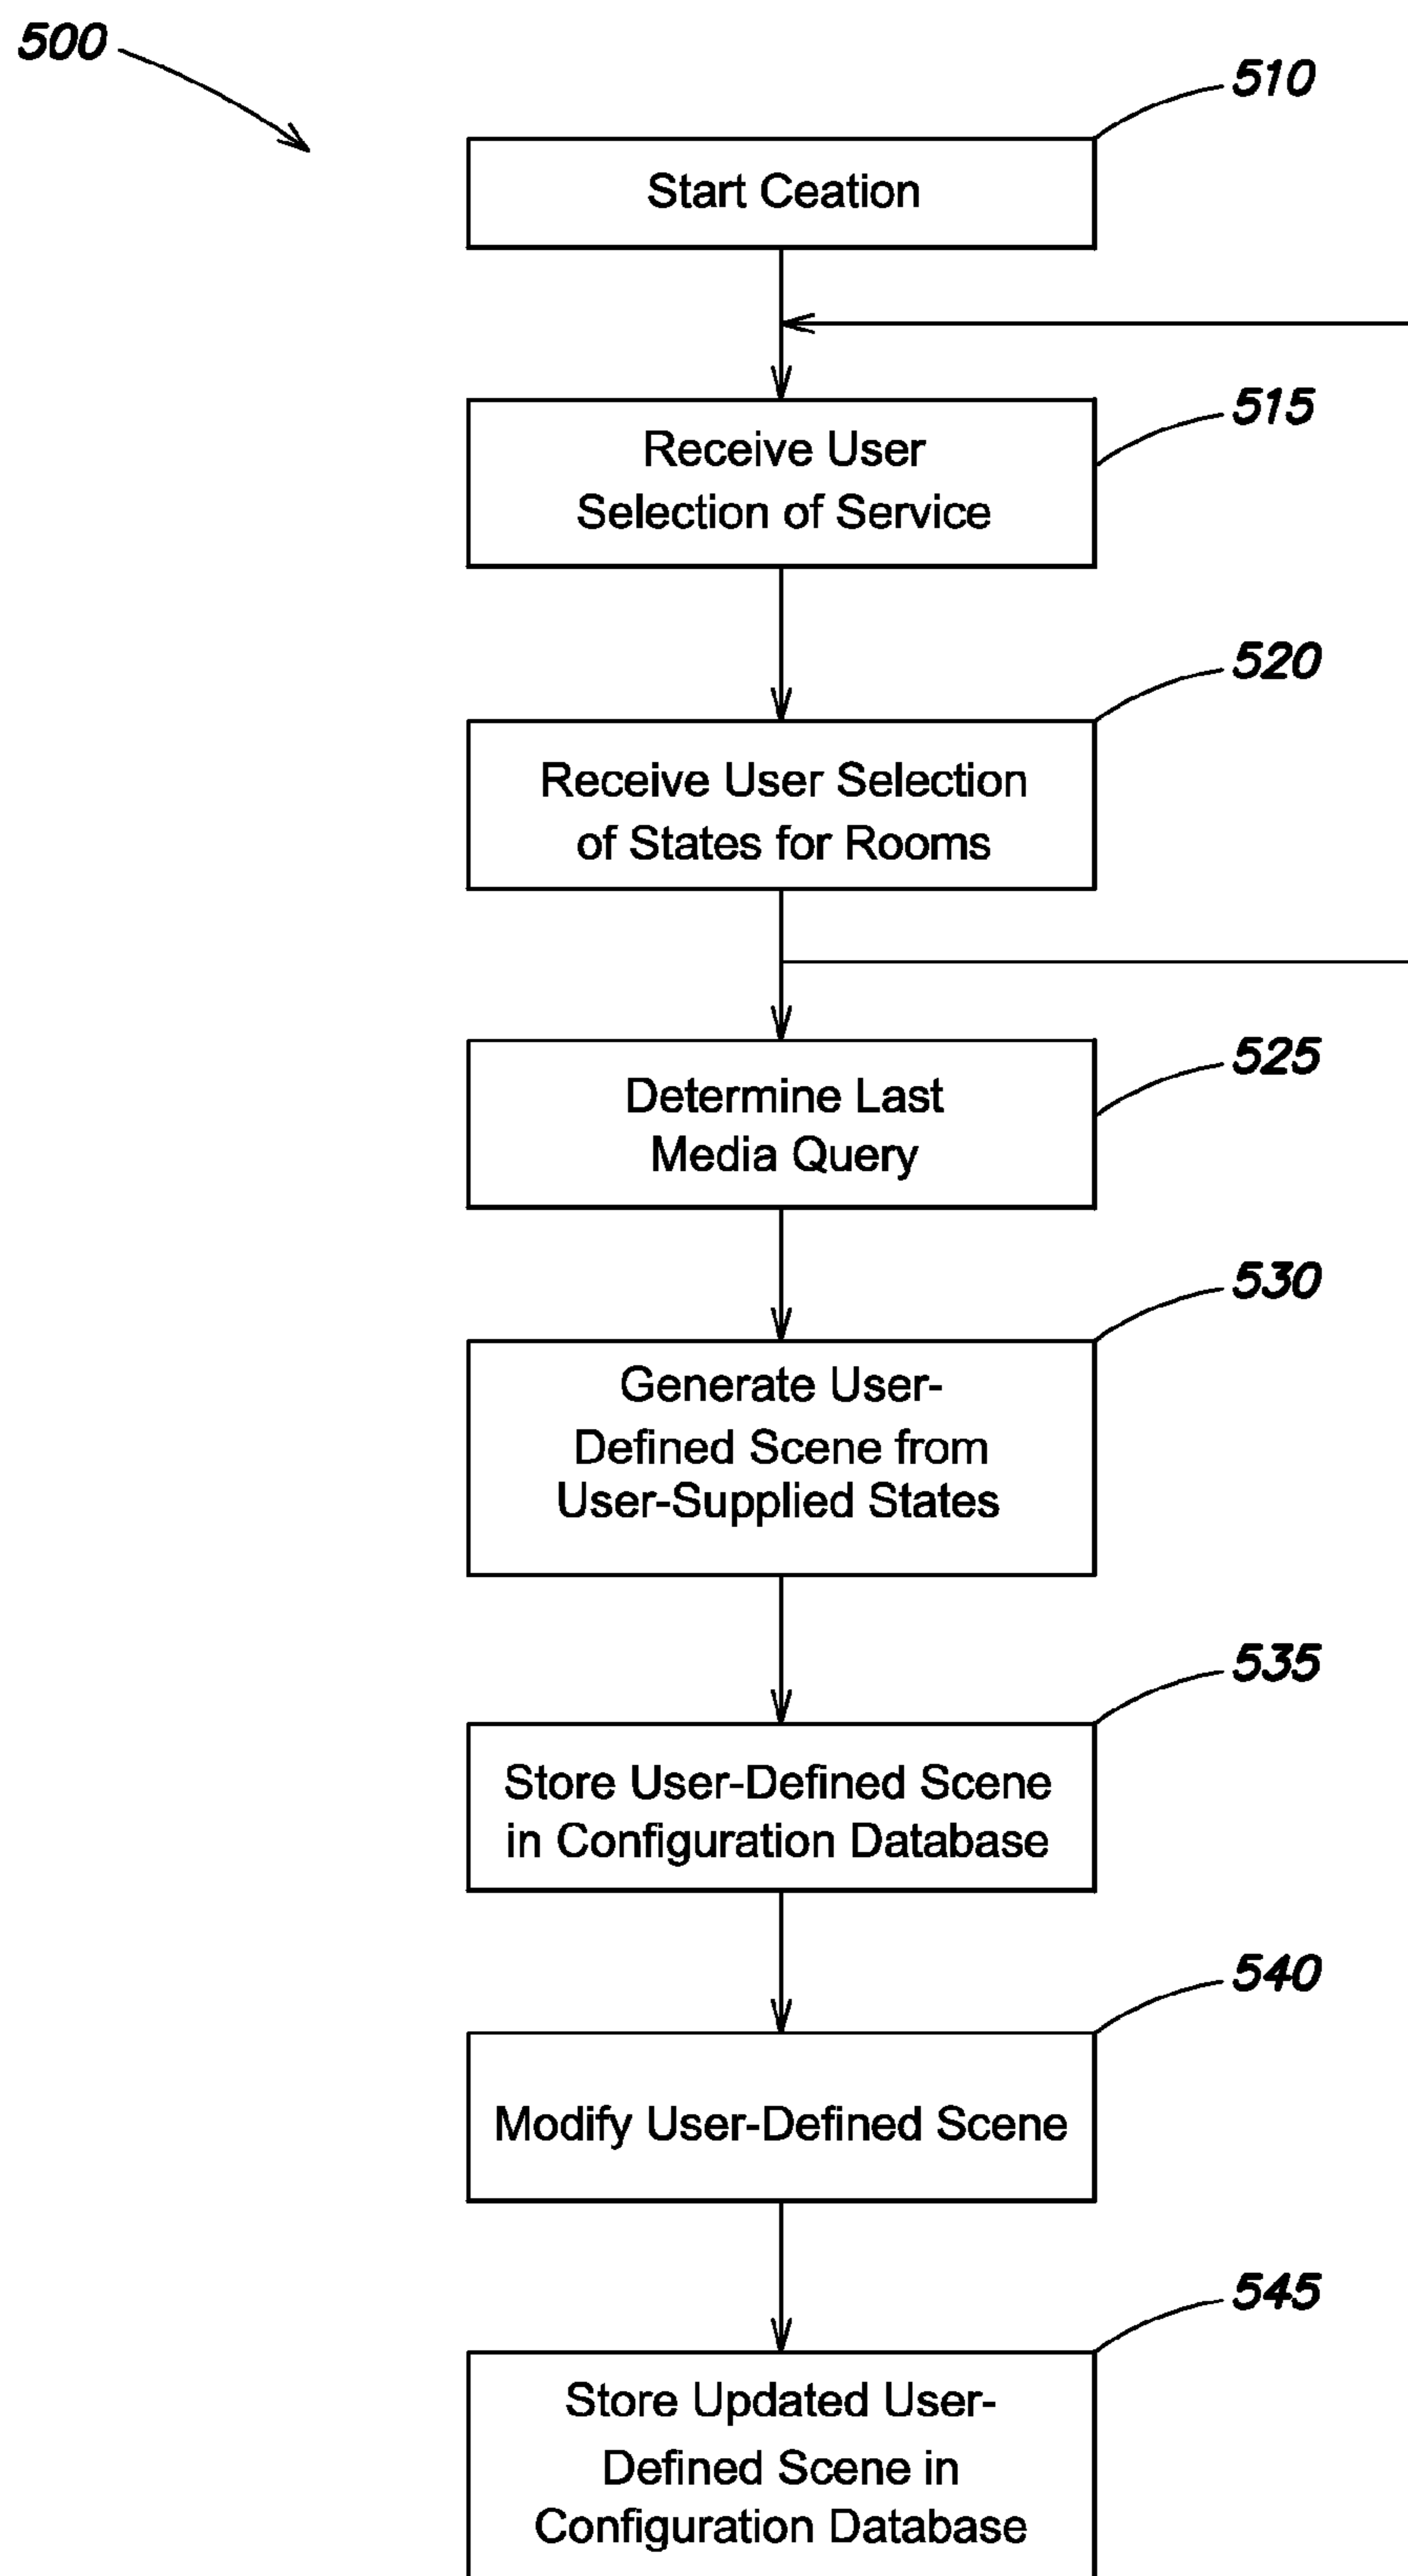 500
510
Start Ceation
515
Receive User
Selection of Service
520
Receive User Selection
of States for Rooms
525
Determine Last
Media Query
530
Generate User-
Defined Scene from
User-Supplied States
535
Store User-Defined Scene
in Configuration Database
540
Modify User-Defined Scene
545
Store Updated User-
Defined Scene in
Configuration Database